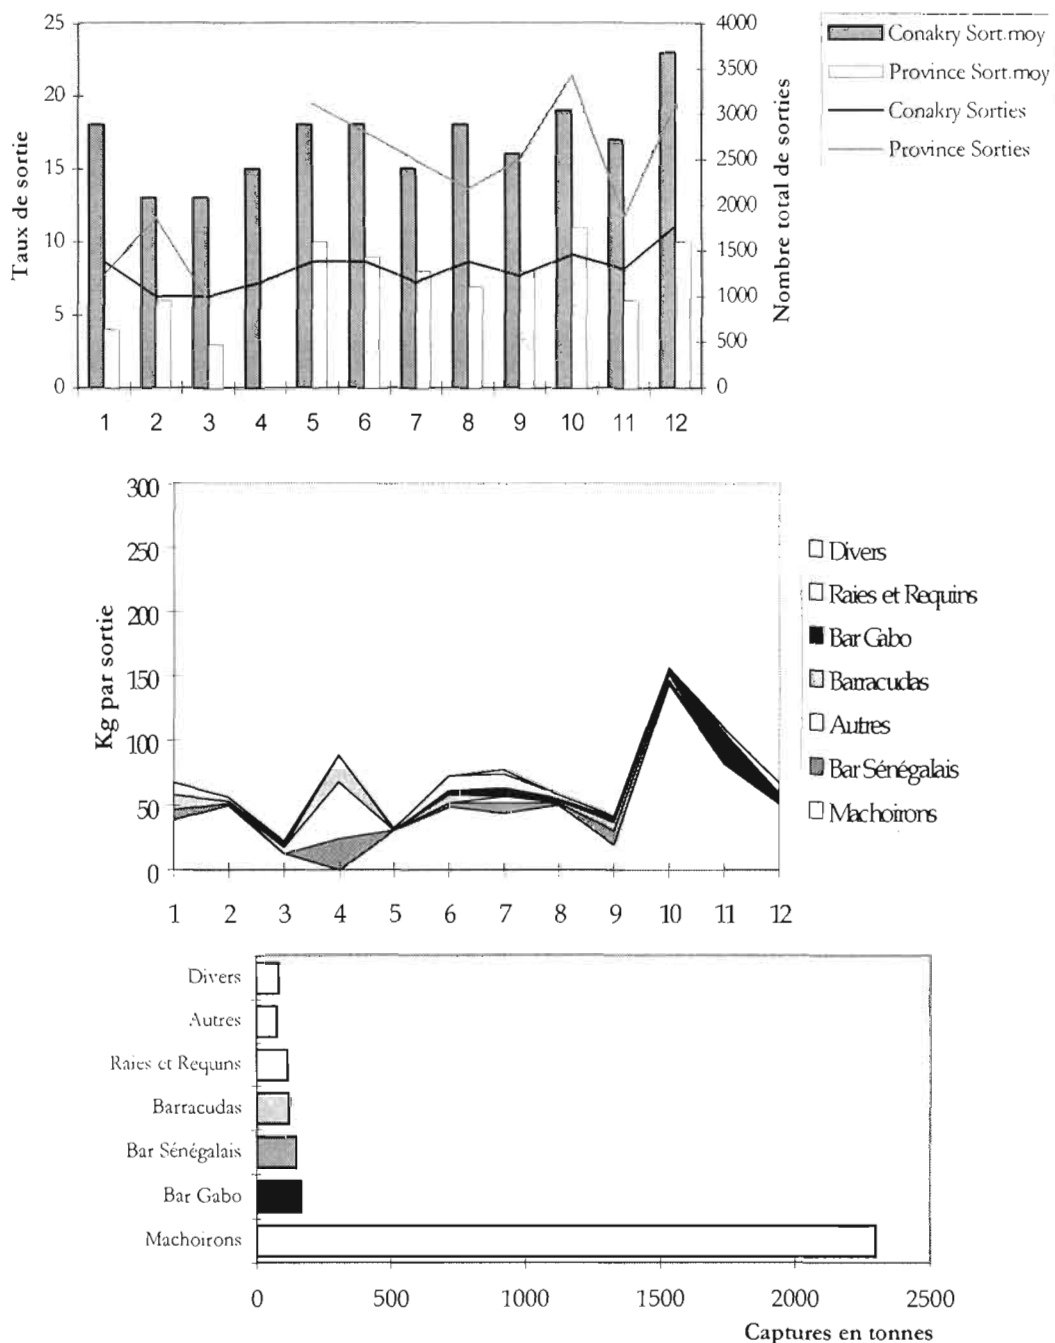 25
20
15
10
5
0
Taux de sortie
4000
3500
3000
2500
2000
1500
1000
500
0
Nombre total de sorties
1 2 3 4 5 6 7 8 9 10 11 12
Conakry Sort.moy
Province Sort.moy
Conakry Sorties
Province Sorties
300
250
200
150
100
50
0
Kg par sortie
1 2 3 4 5 6 7 8 9 10 11 12
Divers
Raies et Requins
Bar Gabo
Barracudas
Autres
Bar Sénégalais
Machoirons
Divers
Autres
Raies et Requins
Barracudas
Bar Sénégalais
Bar Gabo
Machoirons
0 500 1000 1500 2000 2500
Captures en tonnes